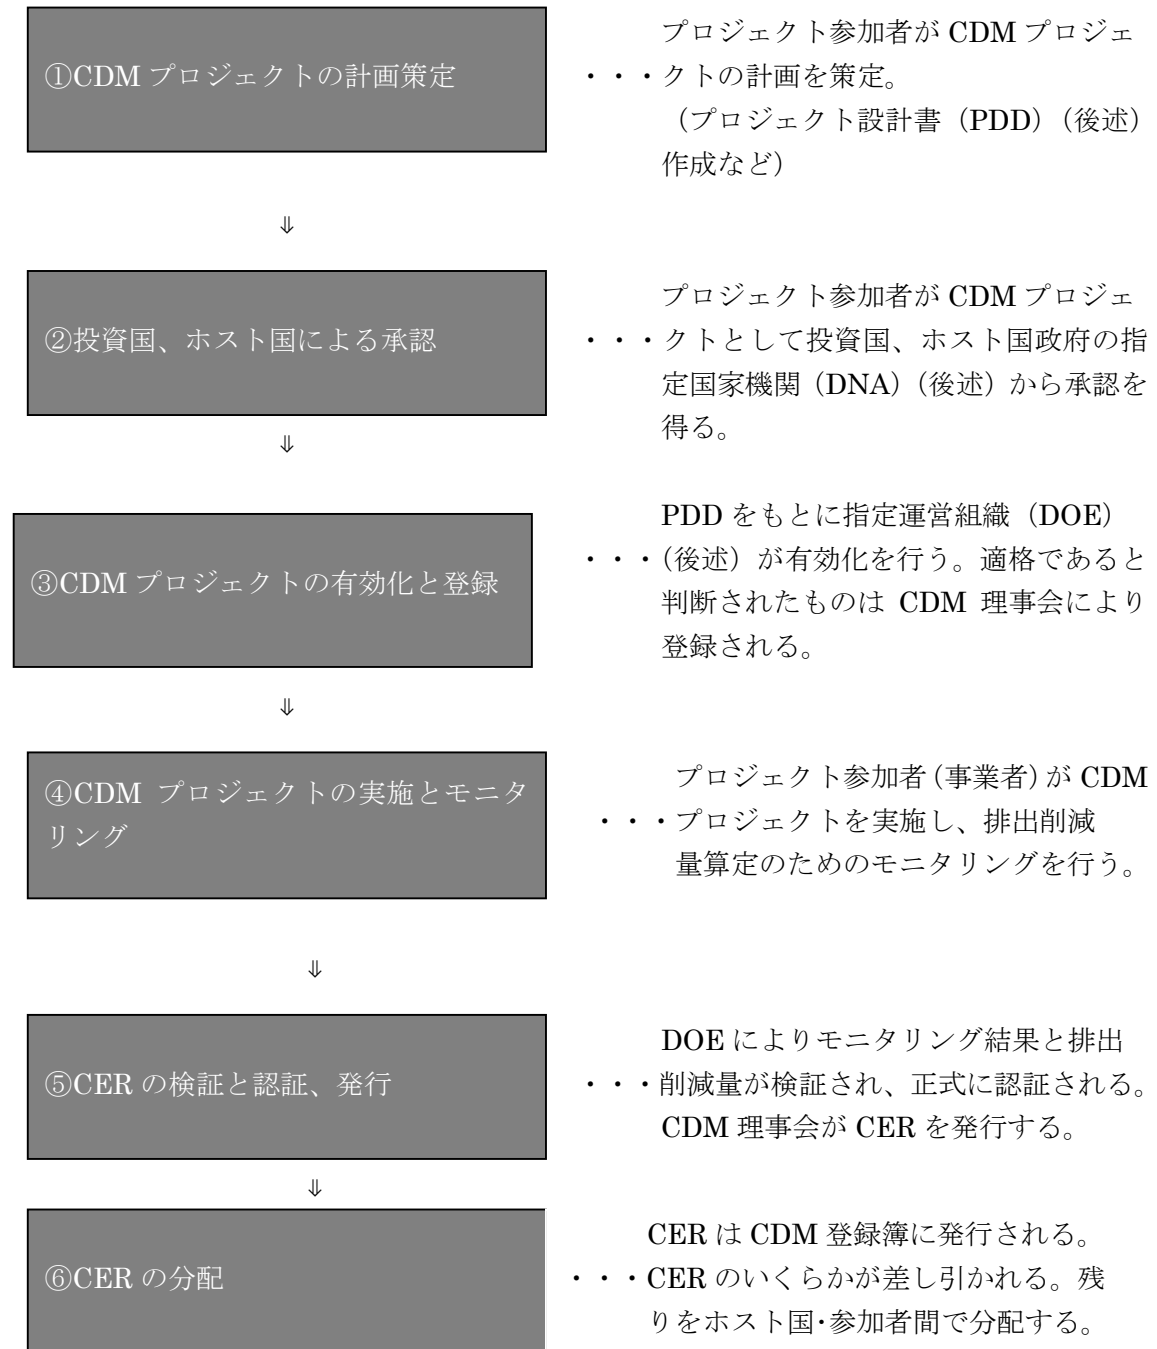 ①CDM プロジェクトの計画策定
プロジェクト参加者が CDM プロジェ
・・・クトの計画を策定。
（プロジェクト設計書（PDD）（後述）
作成など）
⇓
②投資国、ホスト国による承認
プロジェクト参加者が CDM プロジェ
・・・クトとして投資国、ホスト国政府の指
定国家機関（DNA）（後述）から承認を
得る。
⇓
③CDM プロジェクトの有効化と登録
PDD をもとに指定運営組織（DOE）
・・・（後述）が有効化を行う。適格であると
判断されたものは CDM 理事会により
登録される。
⇓
④CDM プロジェクトの実施とモニタ
リング
プロジェクト参加者（事業者）が CDM
・・・プロジェクトを実施し、排出削減
量算定のためのモニタリングを行う。
⇓
⑤CER の検証と認証、発行
DOE によりモニタリング結果と排出
・・・削減量が検証され、正式に認証される。
CDM 理事会が CER を発行する。
⇓
⑥CER の分配
CER は CDM 登録簿に発行される。
・・・CER のいくらかが差し引かれる。残
りをホスト国･参加者間で分配する。